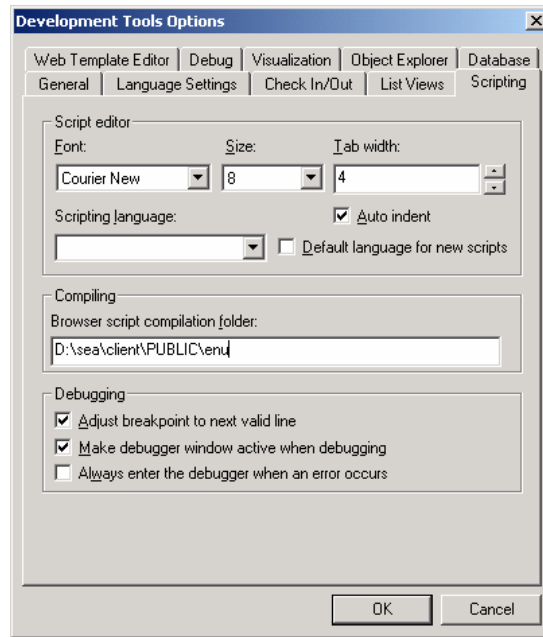 Development Tools Options
Web Template Editor Debug Visualization Object Explorer Database
General Language Settings Check In/Out List Views Scripting
Script editor
Font: Size: Tab width:
Courier New 8 4
Scripting language: Auto indent
Default language for new scripts
Compiling
Browser script compilation folder:
D:\sea\client\PUBLIC\enu
Debugging
Adjust breakpoint to next valid line
Make debugger window active when debugging
Always enter the debugger when an error occurs
OK Cancel